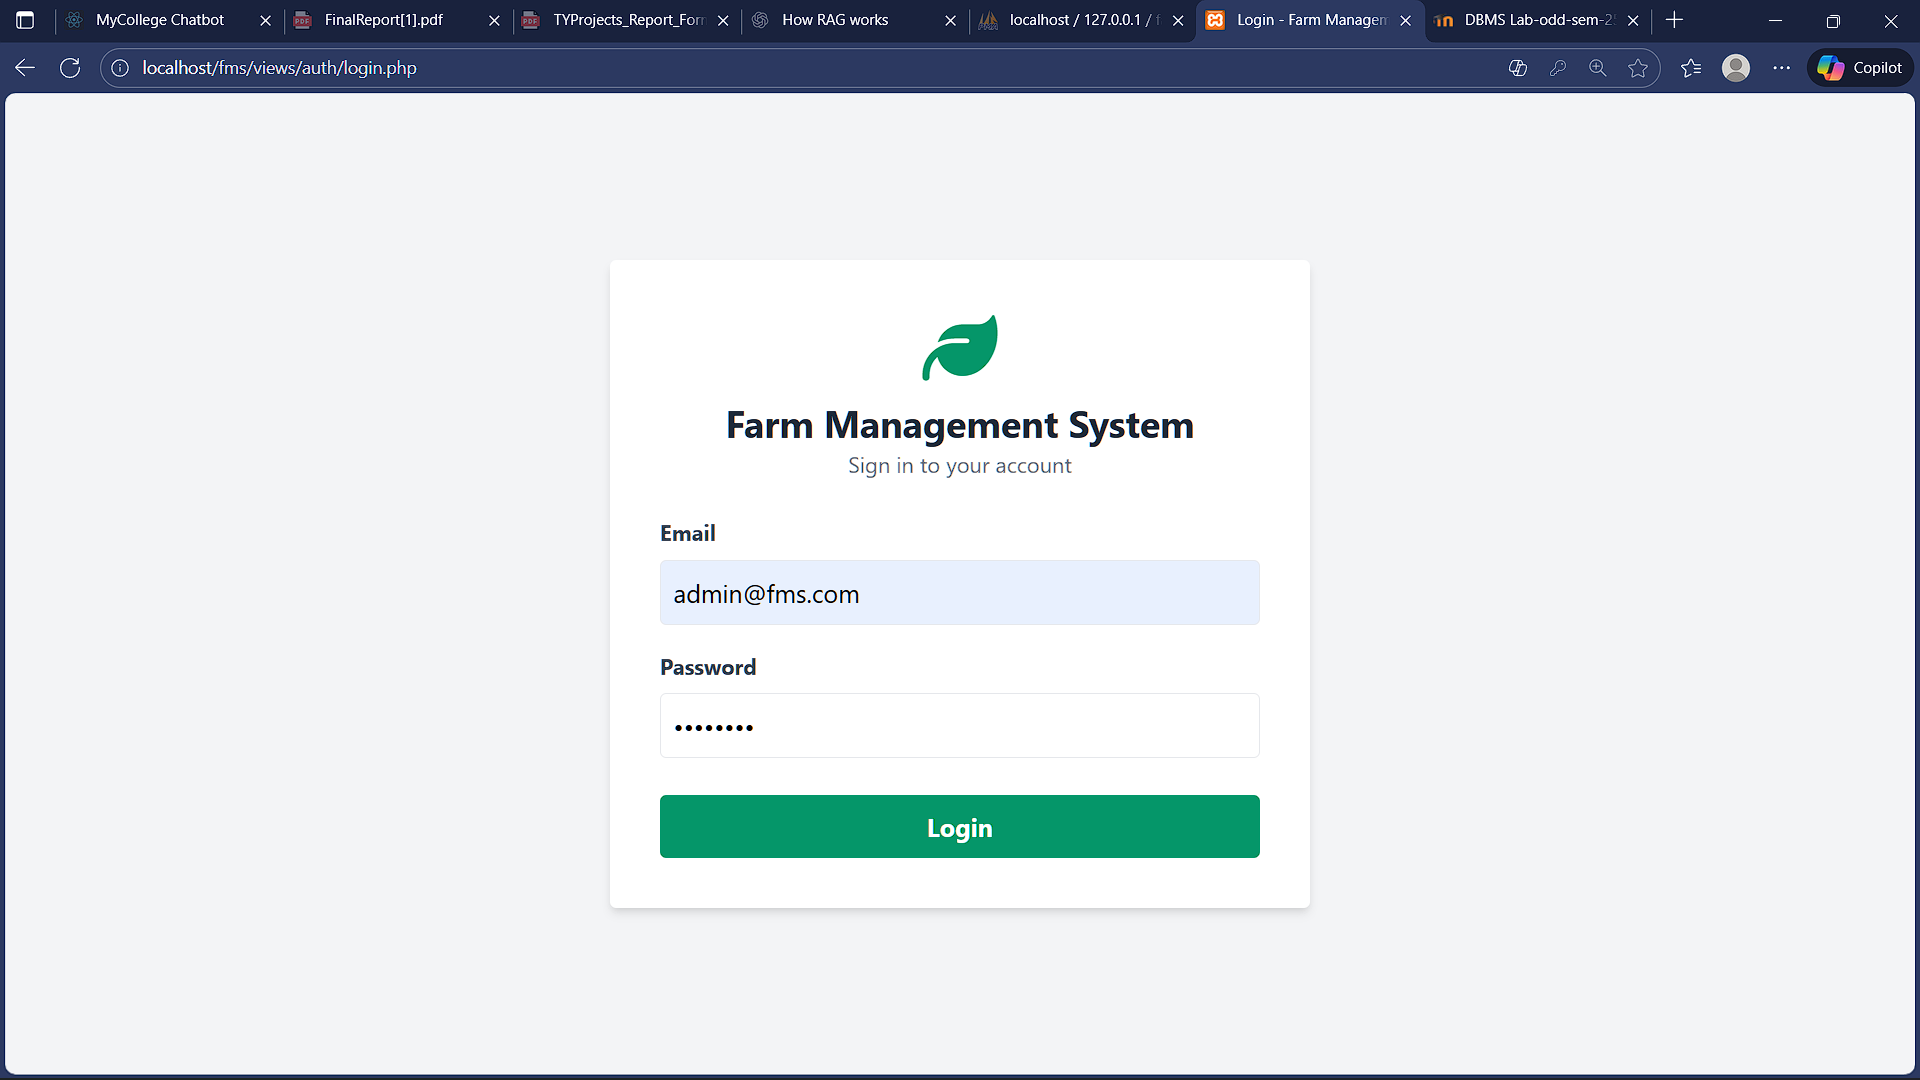 MyCollege Chatbot
FinalReport[1].pdf
TYProjects_Report_For
How RAG works
localhost / 127.0.0.1 / f
Login - Farm Managem
DBMS Lab-odd-sem-2
localhost/fms/views/auth/login.php
Copilot
Farm Management System
Sign in to your account
Email
admin@fms.com
Password
Login